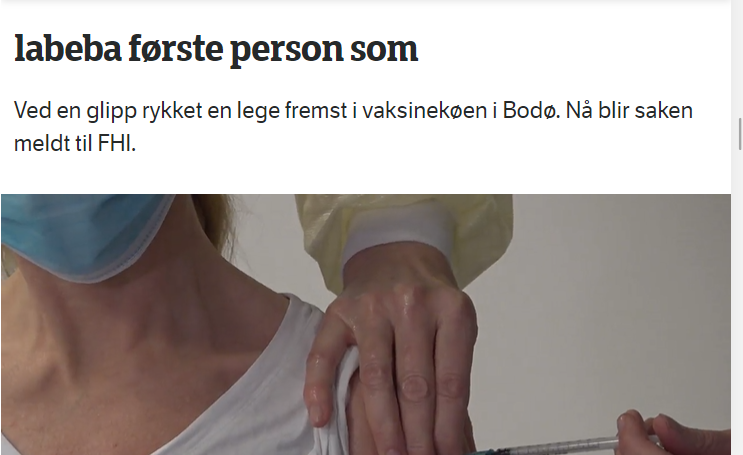 labeba første person som
Ved en glipp rykket en lege fremst i vaksinekøen i Bodø. Nå blir saken
meldt til FHI.